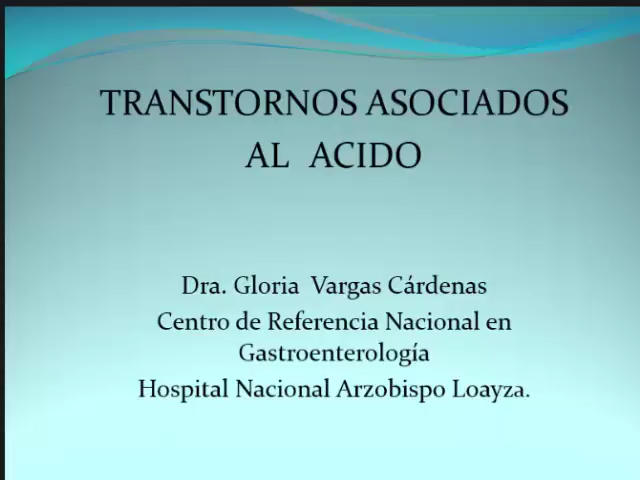 TRANSTORNOS ASOCIADOS
AL ACIDO
Dra. Gloria Vargas Cárdenas
Centro de Referencia Nacional en
Gastroenterología
Hospital Nacional Arzobispo Loayza.